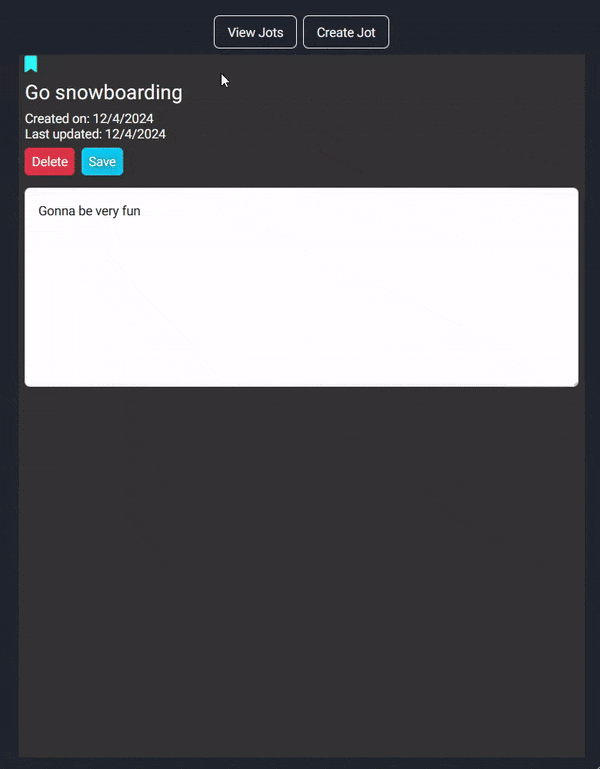 View Jots Create Jot
Go snowboarding
Created on: 12/4/2024
Last updated: 12/4/2024
Delete Save
Gonna be very fun